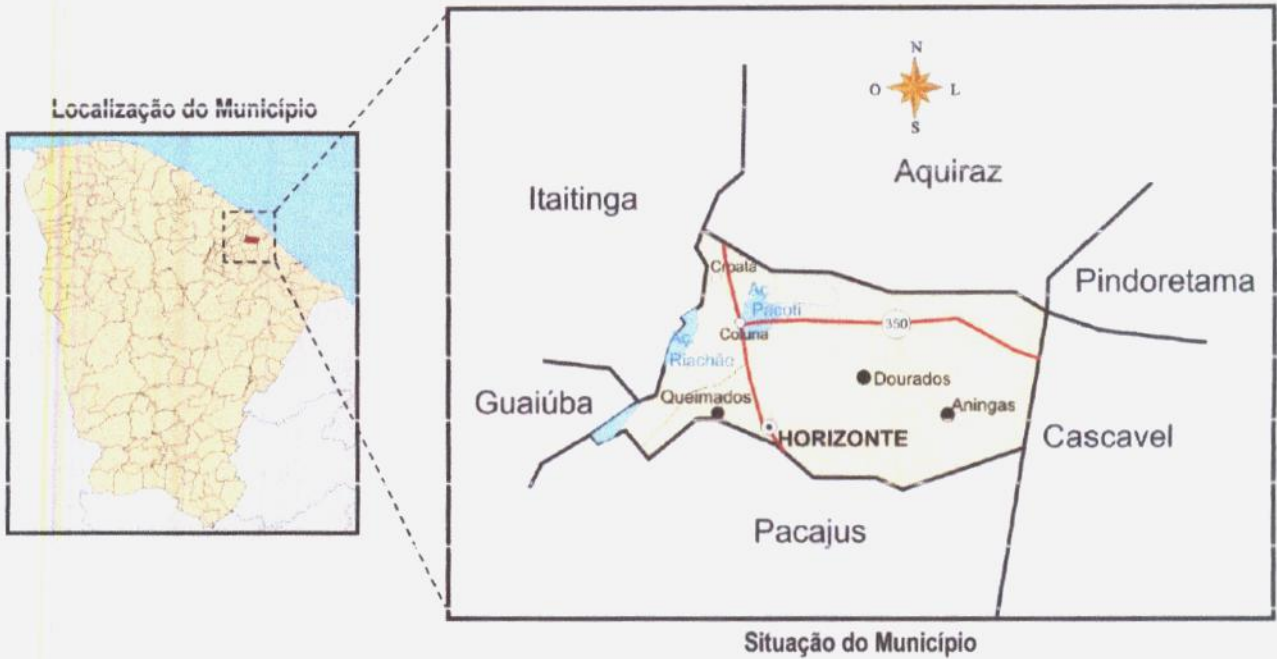 Localização do Município
N
O
L
S
Aquiraz
Itaitinga
Pindoretama
Croatá
Aç
Pacoti
350
Coluna
Aç
Riachão
Dourados
Guaiúba
Queimados
Aningas
HORIZONTE
Cascavel
Pacajus
Situação do Município